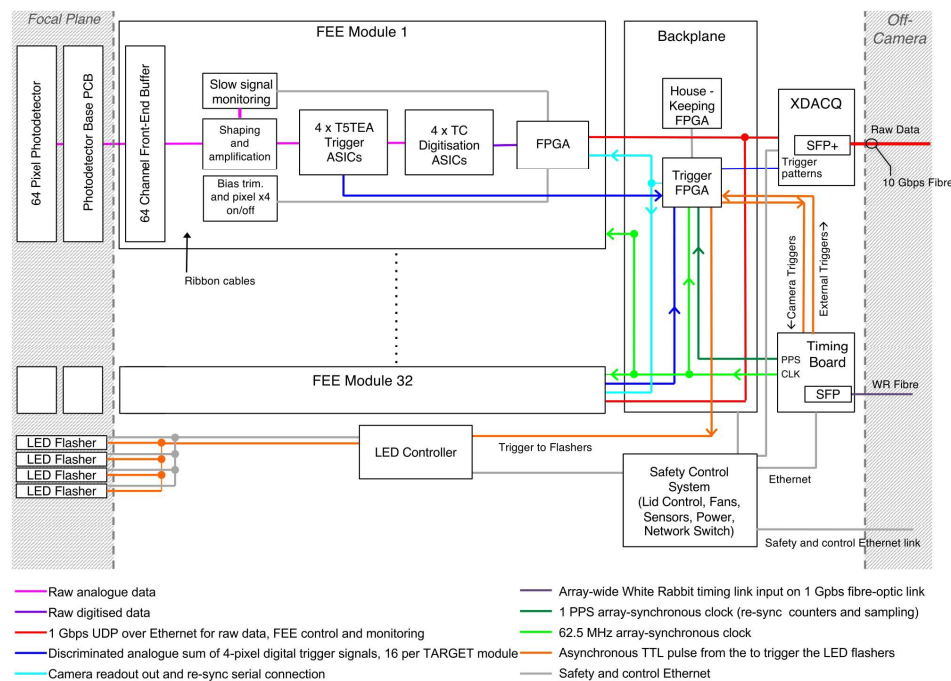 Focal Plane
FEE Module 1
Backplane
Off-
Camera
64 Pixel Photodetector
Photodetector Base PCB
64 Channel Front-End Buffer
Slow signal
monitoring
Shaping
and
amplification
Bias trim.
and pixel x4
on/off
4 x T5TEA
Trigger
ASICs
4 x TC
Digitisation
ASICs
FPGA
House -
Keeping
FPGA
Trigger
FPGA
XDACQ
SFP+
Trigger
patterns
Raw Data
10 Gbps Fibre
Ribbon cables
←Camera Triggers
External Triggers→
Timing
Board
PPS
CLK
SFP
WR Fibre
FEE Module 32
LED Flasher
LED Flasher
LED Flasher
LED Flasher
LED Controller
Trigger to Flashers
Safety Control
System
(Lid Control, Fans,
Sensors, Power,
Network Switch)
Ethernet
Safety and control Ethernet link
Raw analogue data
Raw digitised data
1 Gbps UDP over Ethernet for raw data, FEE control and monitoring
Discriminated analogue sum of 4-pixel digital trigger signals, 16 per TARGET module
Camera readout out and re-sync serial connection
Array-wide White Rabbit timing link input on 1 Gpbs fibre-optic link
1 PPS array-synchronous clock (re-sync counters and sampling)
62.5 MHz array-synchronous clock
Asynchronous TTL pulse from the to trigger the LED flashers
Safety and control Ethernet